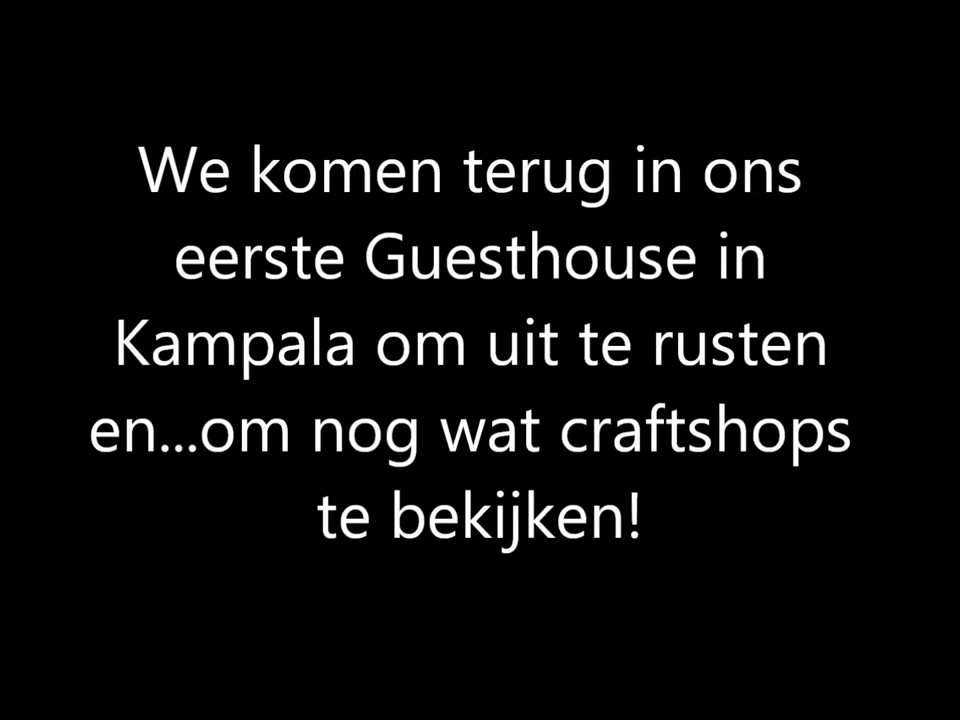 We komen terug in ons
eerste Guesthouse in
Kampala om uit te rusten
en...om nog wat craftshops
te bekijken!